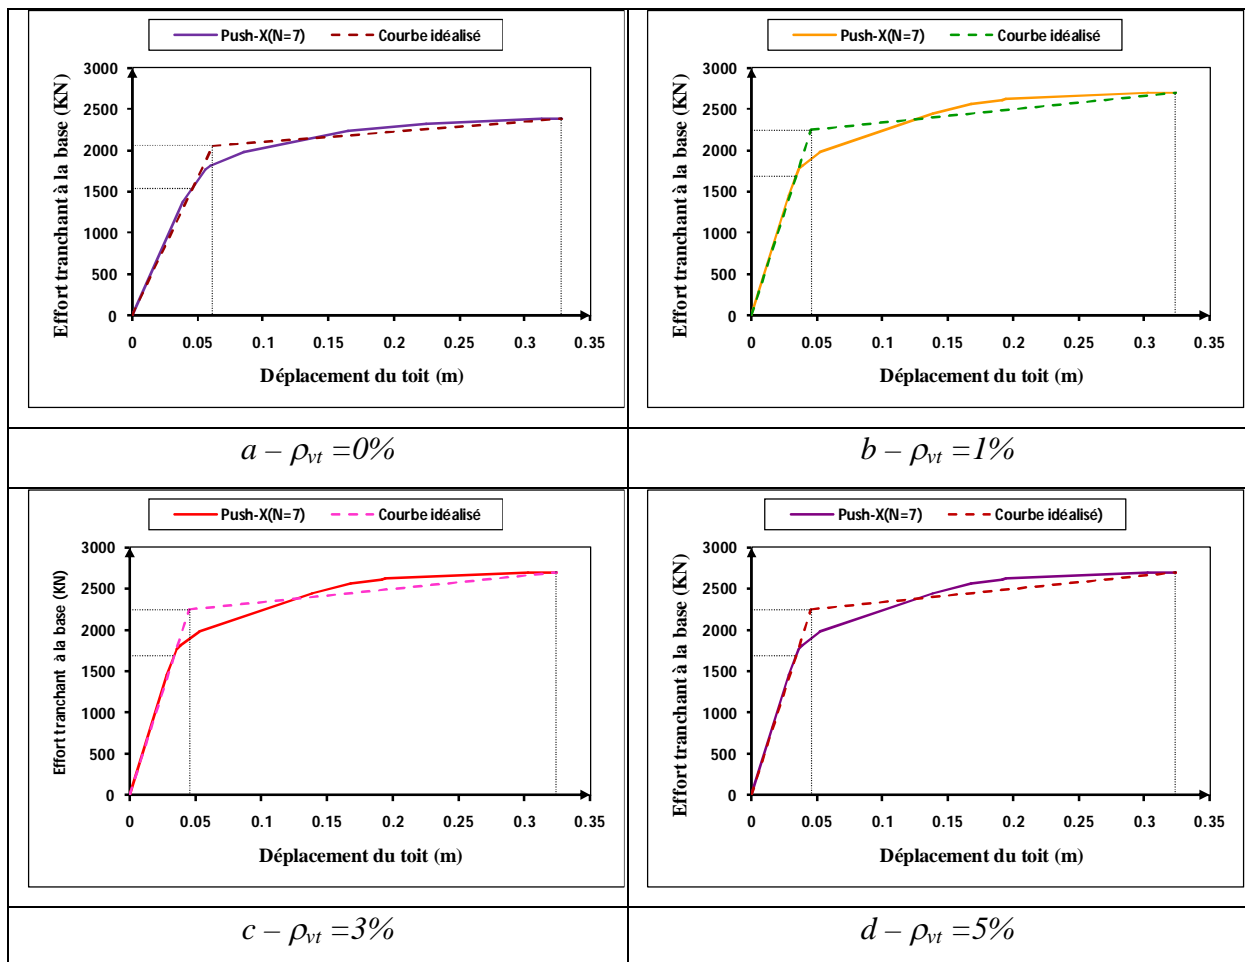 Push-X(N=7) Courbe idéalisé
Effort tranchant à la base (KN)
3000
2500
2000
1500
1000
500
0
0 0.05 0.1 0.15 0.2 0.25 0.3 0.35
Déplacement du toit (m)
a – ρvt =0%
Push-X(N=7) Courbe idéalisé
Effort tranchant à la base (KN)
3000
2500
2000
1500
1000
500
0
0 0.05 0.1 0.15 0.2 0.25 0.3 0.35
Déplacement du toit (m)
b – ρvt =1%
Push-X(N=7) Courbe idéalisé
Effort tranchant à la base (KN)
3000
2500
2000
1500
1000
500
0
0 0.05 0.1 0.15 0.2 0.25 0.3 0.35
Déplacement du toit (m)
c – ρvt =3%
Push-X(N=7) Courbe idéalisé)
Effort tranchant à la base (KN)
3000
2500
2000
1500
1000
500
0
0 0.05 0.1 0.15 0.2 0.25 0.3 0.35
Déplacement du toit (m)
d – ρvt =5%